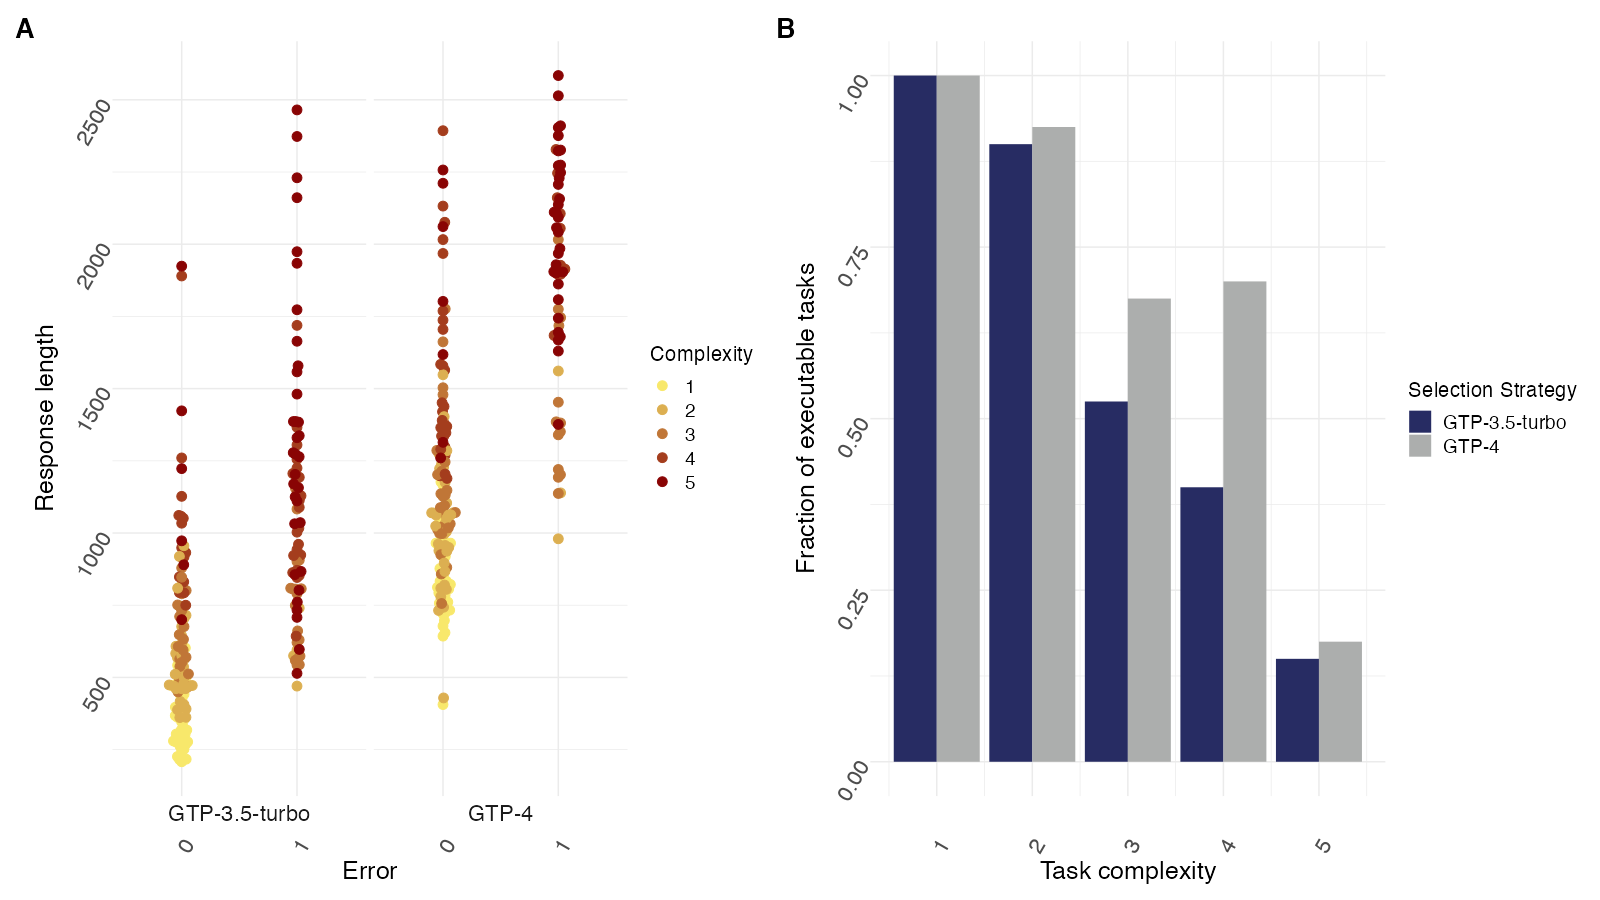 A
Response length
2500
2000
1500
1000
500
GTP-3.5-turbo
GTP-4
0
1
0
1
Error
Complexity
1
2
3
4
5
B
Fraction of executable tasks
1.00
0.75
0.50
0.25
0.00
1
2
3
4
5
Task complexity
Selection Strategy
GTP-3.5-turbo
GTP-4